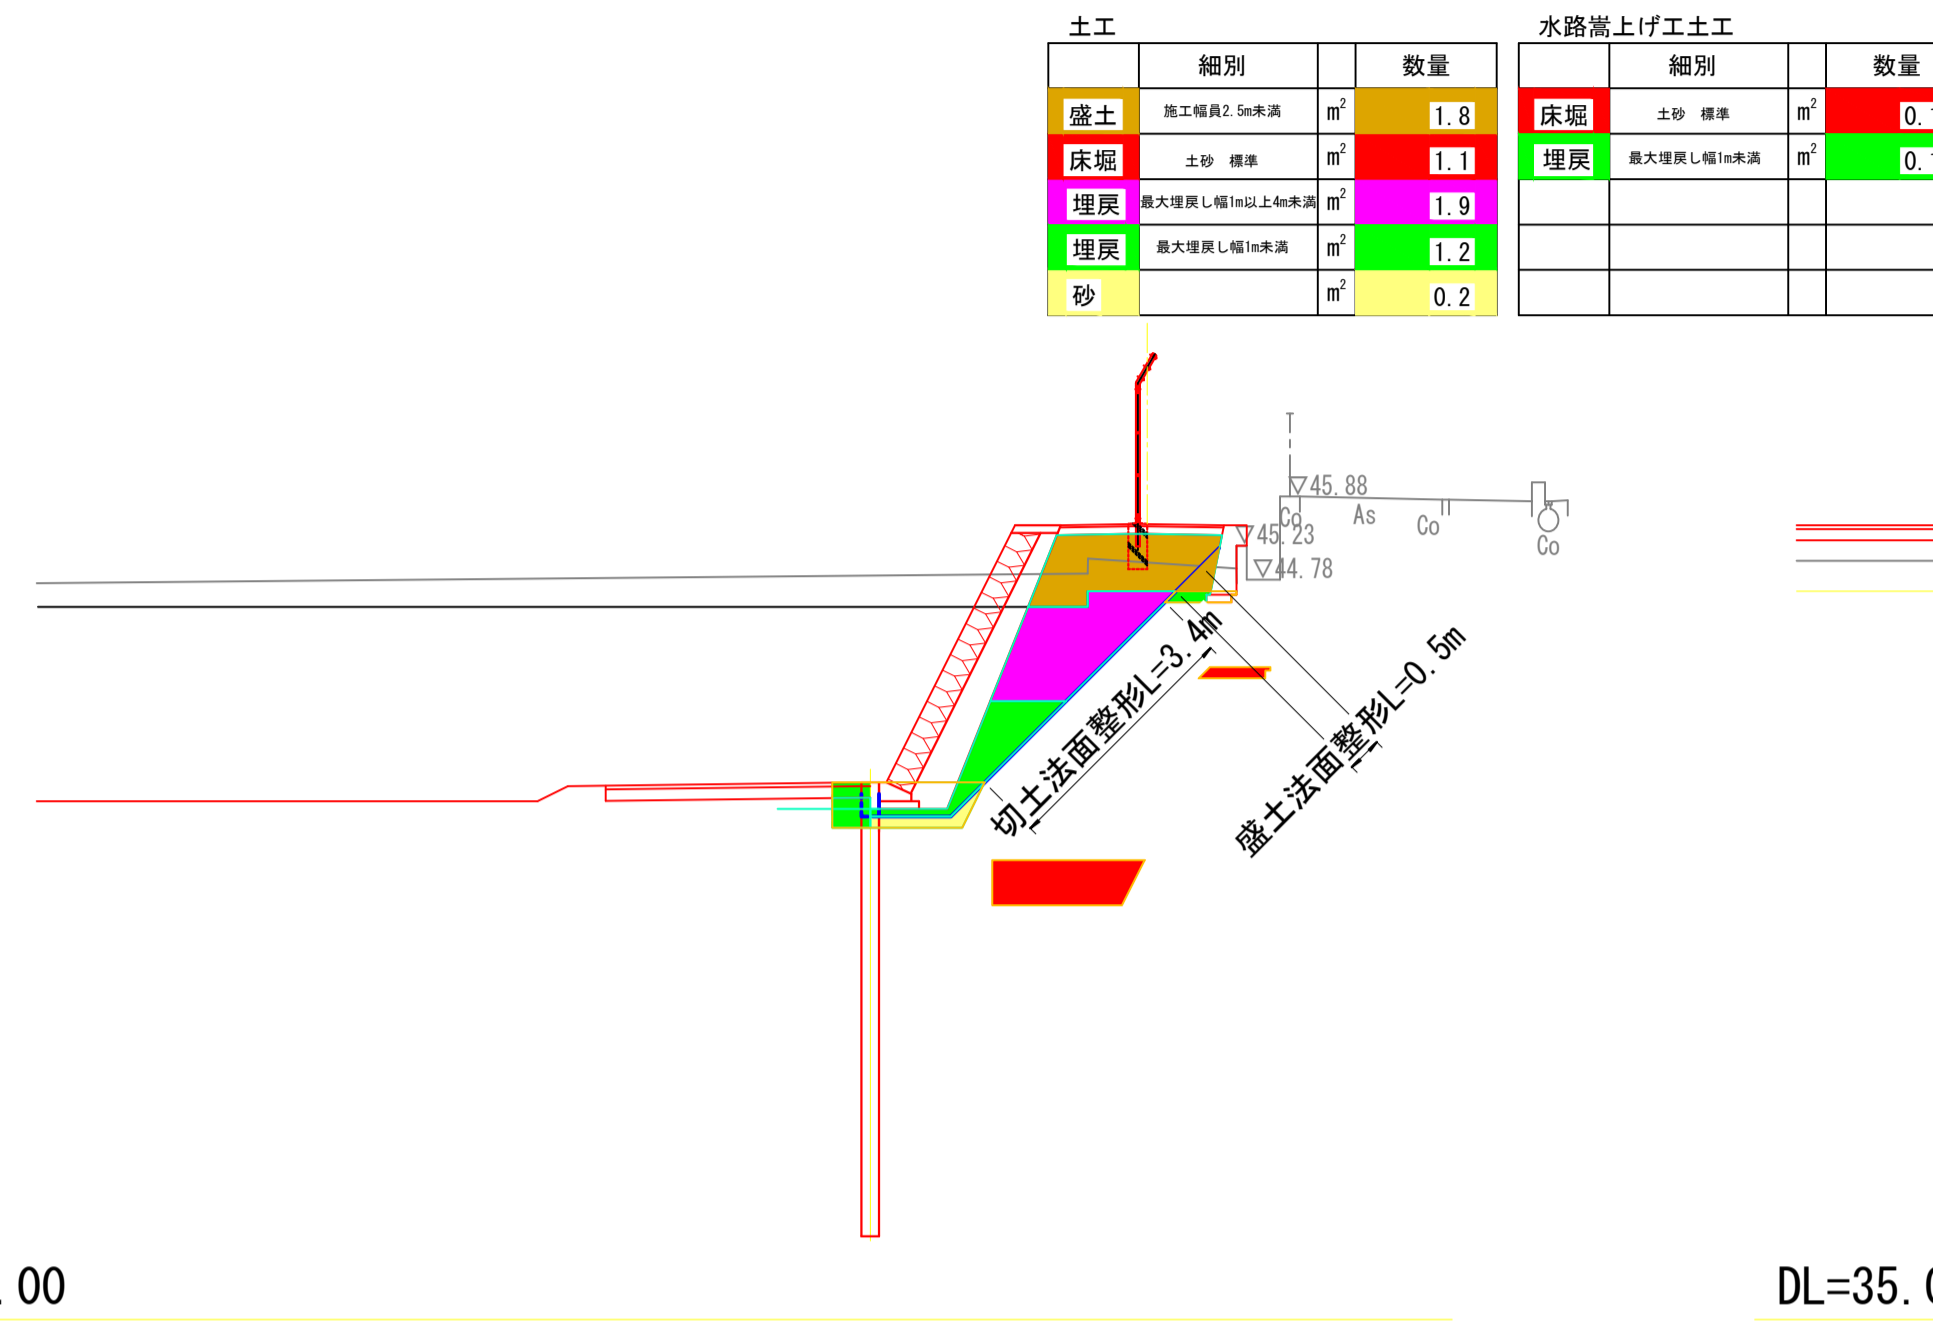 土工
細別 数量
盛土 施工幅員2.5m未満 m² 1.8
床堀 土砂 標準 m² 1.1
埋戻 最大埋戻し幅1m以上4m未満 m² 1.9
埋戻 最大埋戻し幅1m未満 m² 1.2
砂 m² 0.2
水路嵩上げ工土工
細別 数量
床堀 土砂 標準 m² 0.
埋戻 最大埋戻し幅1m未満 m² 0.
45.88
Co As Co
45.23
Co
44.78
切土法面整形L=3.4m
盛土法面整形L=0.5m
.00
DL=35.